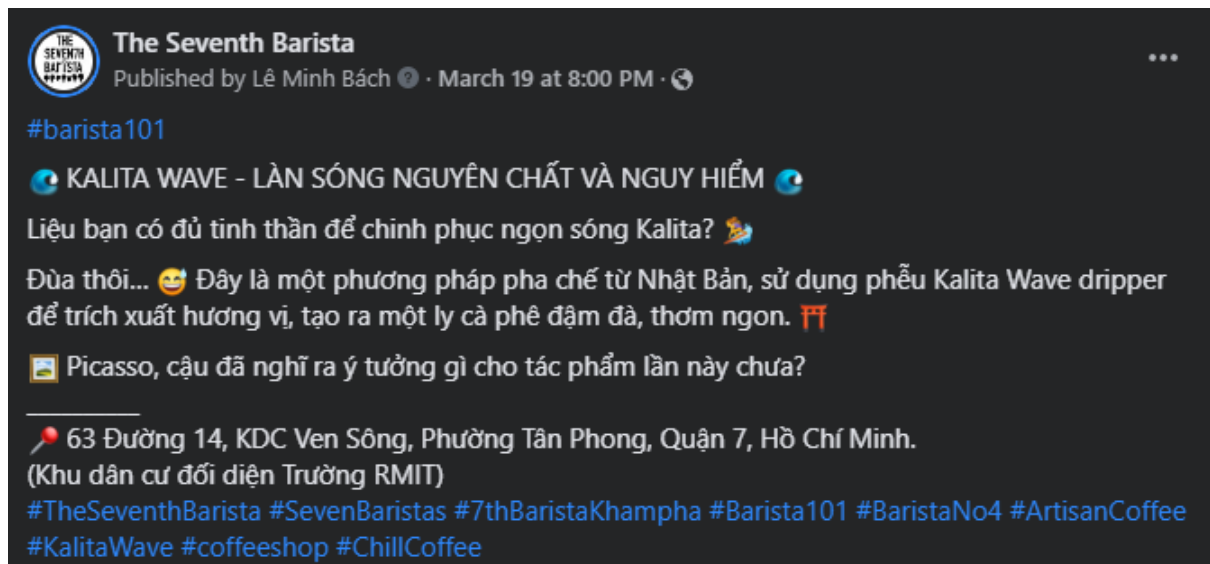 THE
SEVEN7H
BARISTA
The Seventh Barista
Published by Lê Minh Bách · March 19 at 8:00 PM ·
#barista101
🌊 KALITA WAVE - LÀN SÓNG NGUYÊN CHẤT VÀ NGUY HIỂM 🌊
Liệu bạn có đủ tinh thần để chinh phục ngọn sóng Kalita? 🏄
Đùa thôi... 😅 Đây là một phương pháp pha chế từ Nhật Bản, sử dụng phễu Kalita Wave dripper
để trích xuất hương vị, tạo ra một ly cà phê đậm đà, thơm ngon. ⛩️
🖼️ Picasso, cậu đã nghĩ ra ý tưởng gì cho tác phẩm lần này chưa?
__________
📍 63 Đường 14, KDC Ven Sông, Phường Tân Phong, Quận 7, Hồ Chí Minh.
(Khu dân cư đối diện Trường RMIT)
#TheSeventhBarista #SevenBaristas #7thBaristaKhampha #Barista101 #BaristaNo4 #ArtisanCoffee
#KalitaWave #coffeeshop #ChillCoffee